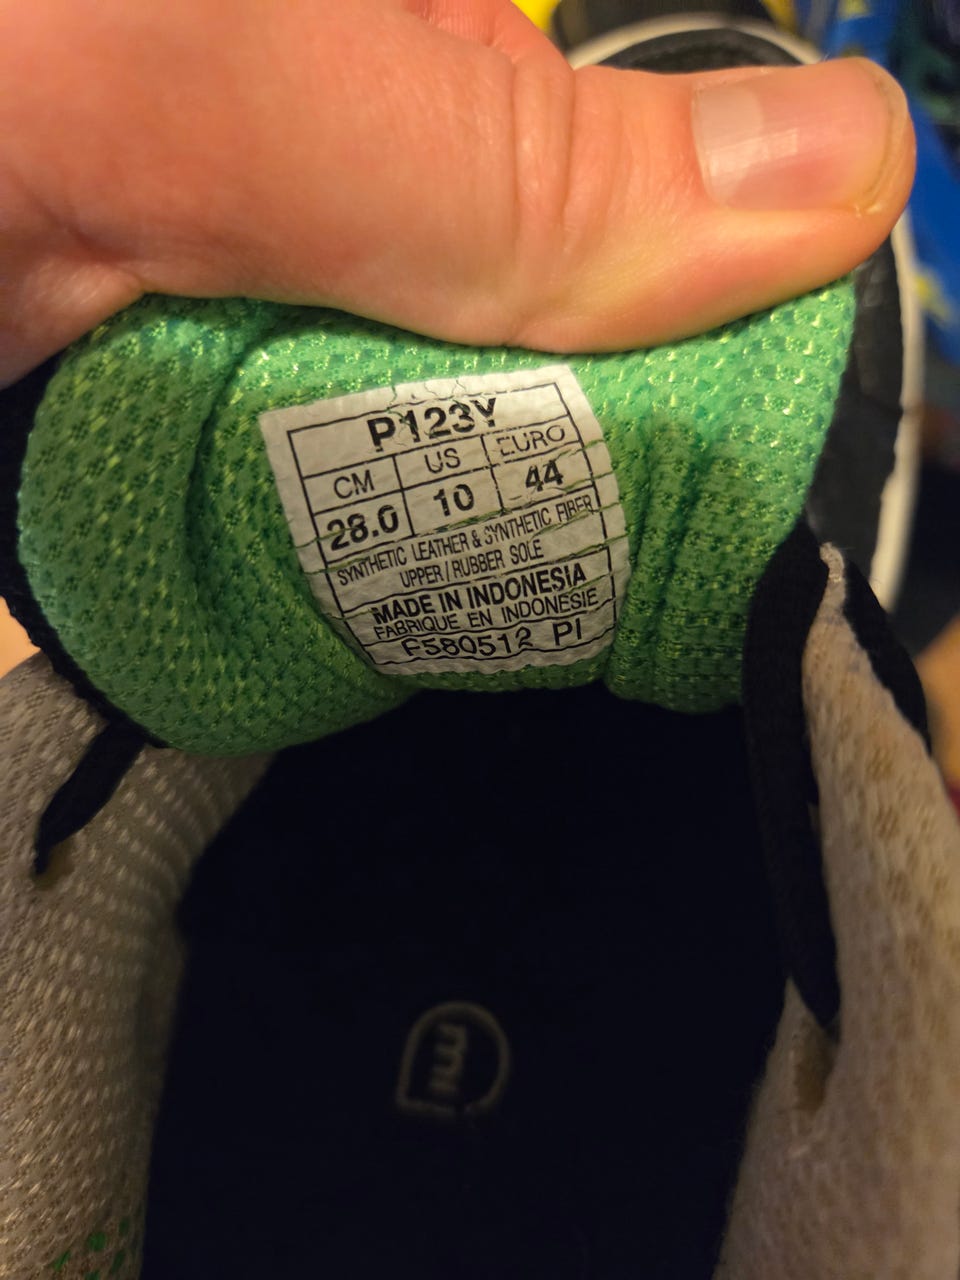 P123Y
CM US EURO
28.0 10 44
SYNTHETIC LEATHER & SYNTHETIC FIBER
UPPER / RUBBER SOLE
MADE IN INDONESIA
FABRIQUE EN INDONESIE
F580512 PI
mi